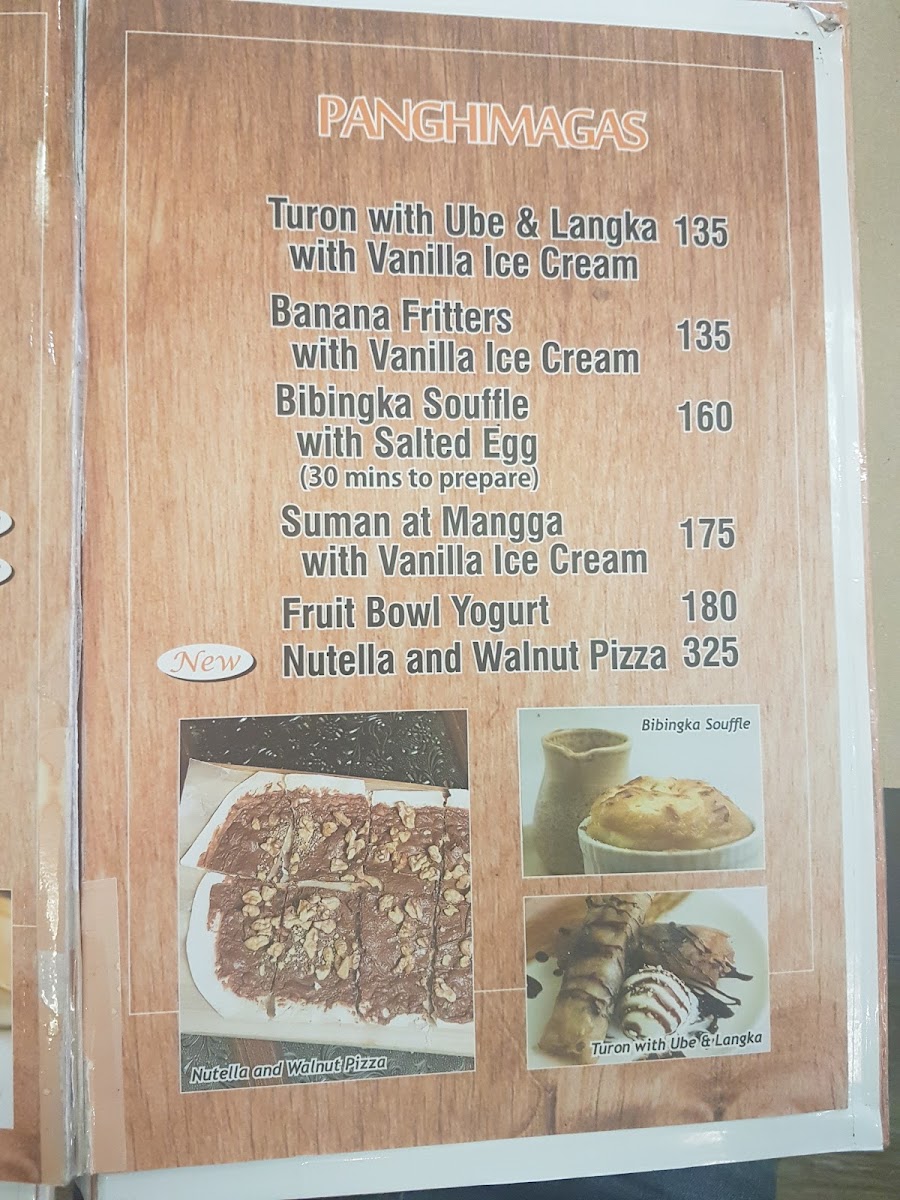 PANGHIMAGAS
Turon with Ube & Langka 135
with Vanilla Ice Cream
Banana Fritters
with Vanilla Ice Cream 135
Bibingka Souffle
with Salted Egg 160
(30 mins to prepare)
Suman at Mangga
with Vanilla Ice Cream 175
Fruit Bowl Yogurt 180
New Nutella and Walnut Pizza 325
Bibingka Souffle
Turon with Ube & Langka
Nutella and Walnut Pizza